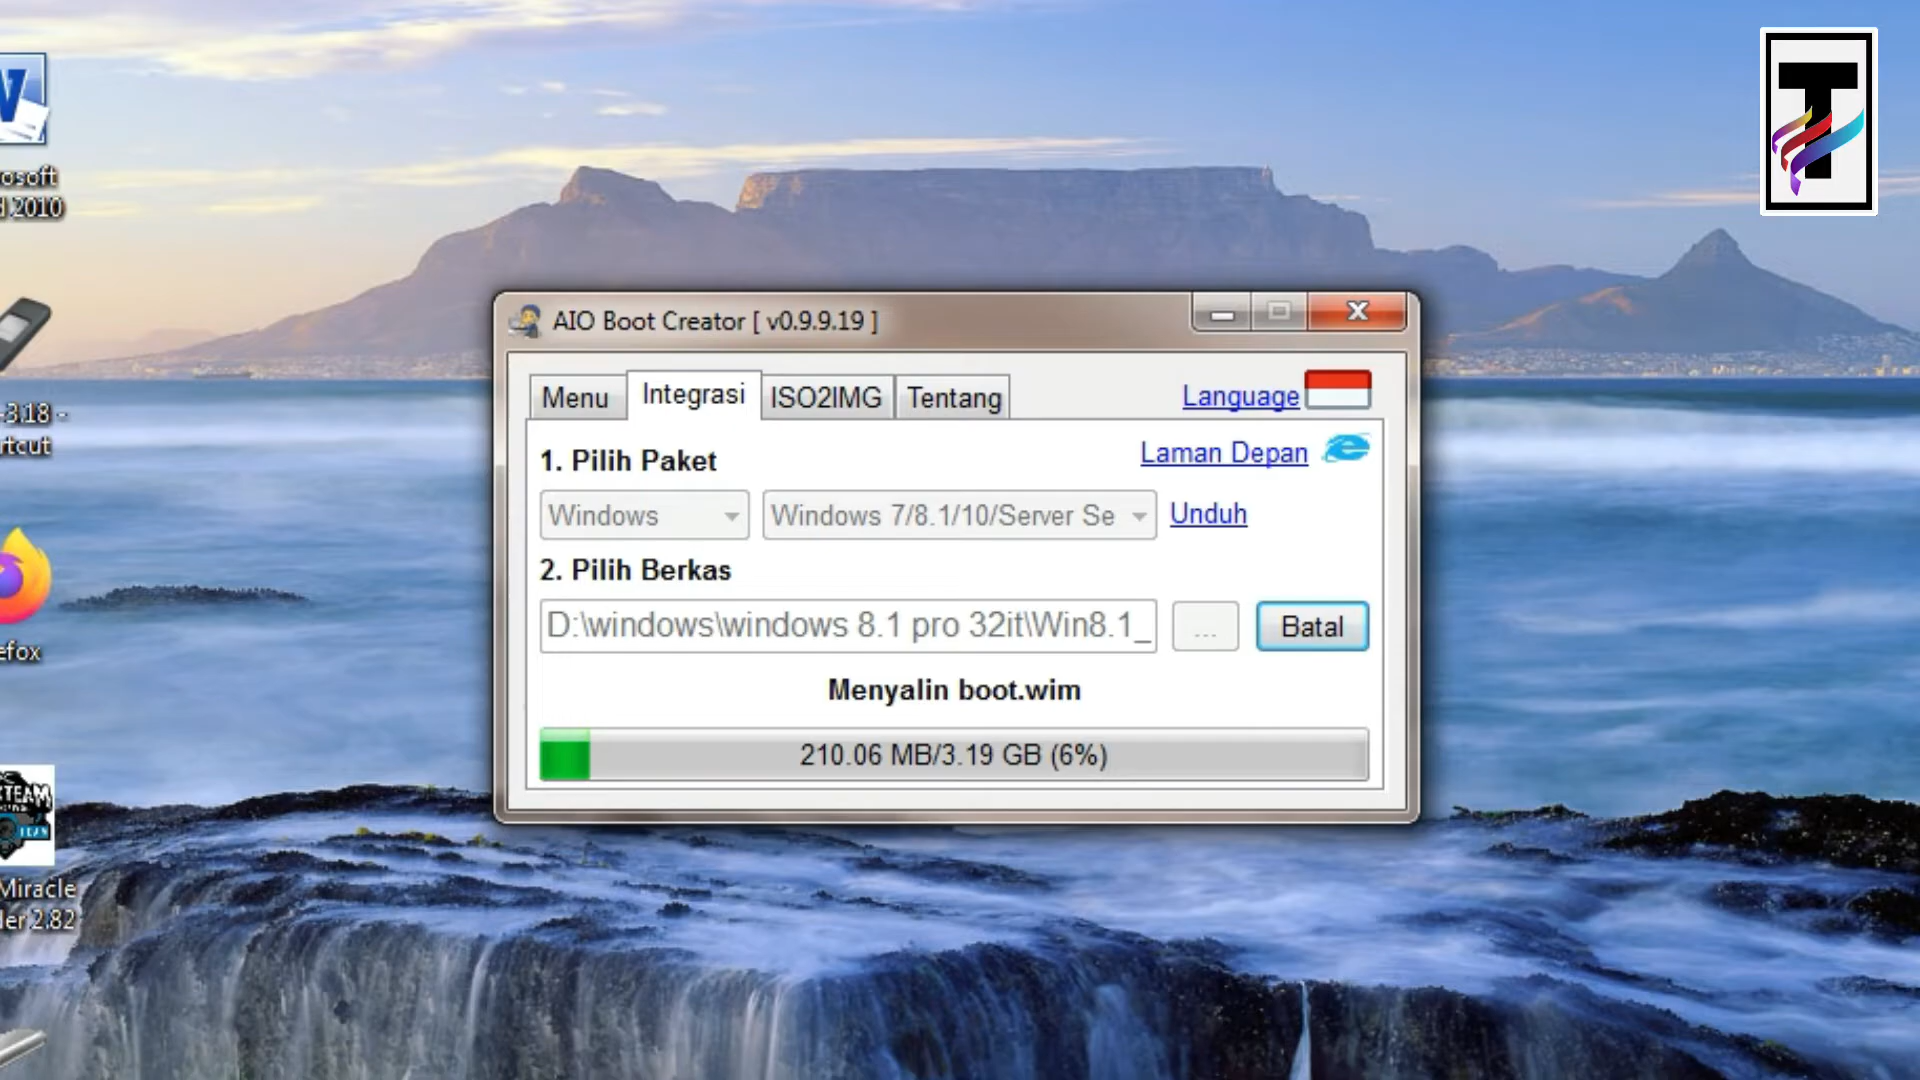 AIO Boot Creator [ v0.9.9.19 ]
Menu
Integrasi
ISO2IMG
Tentang
Language
1. Pilih Paket
Laman Depan
Windows
Windows 7/8.1/10/Server Se
Unduh
2. Pilih Berkas
D:\windows\windows 8.1 pro 32it\Win8.1_
...
Batal
Menyalin boot.wim
210.06 MB/3.19 GB (6%)
osoft
2010
-3.18 -
rtcut
efox
Miracle
ler 2.82
T